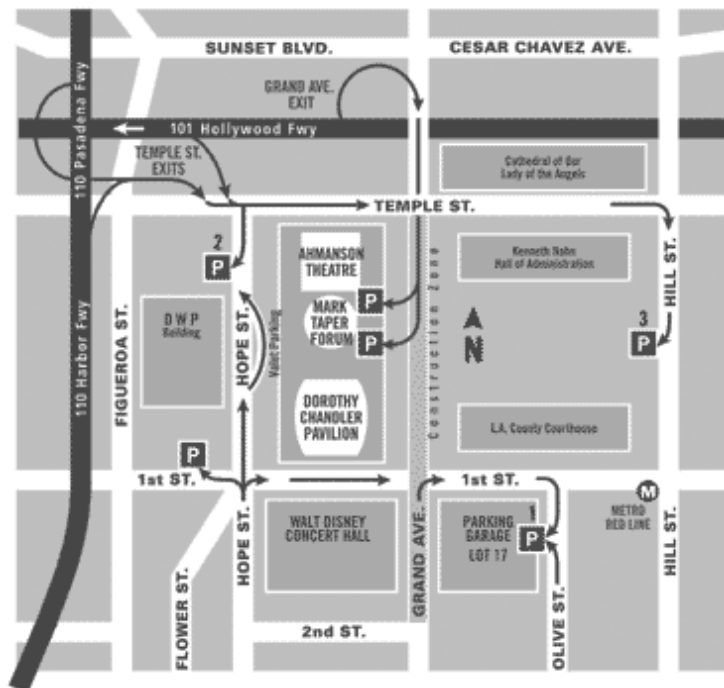 SUNSET BLVD.
CESAR CHAVEZ AVE.
GRAND AVE.
EXIT
110 Pasadena Fwy
101 Hollywood Fwy
TEMPLE ST.
EXITS
Cathedral of Our
Lady of the Angels
TEMPLE ST.
2
P
AHMANSON
THEATRE
Kenneth Hahn
Hall of Administration
HILL ST.
P
MARK
TAPER
FORUM
P
Construction Zone
N
3
P
D W P
Building
HOPE ST.
Valet Parking
FIGUEROA ST.
110 Harbor Fwy
DOROTHY
CHANDLER
PAVILION
L.A. County Courthouse
P
1st ST.
1st ST.
M
METRO
RED LINE
WALT DISNEY
CONCERT HALL
PARKING
GARAGE
LOT 17
1
P
HOPE ST.
GRAND AVE.
HILL ST.
FLOWER ST.
OLIVE ST.
2nd ST.